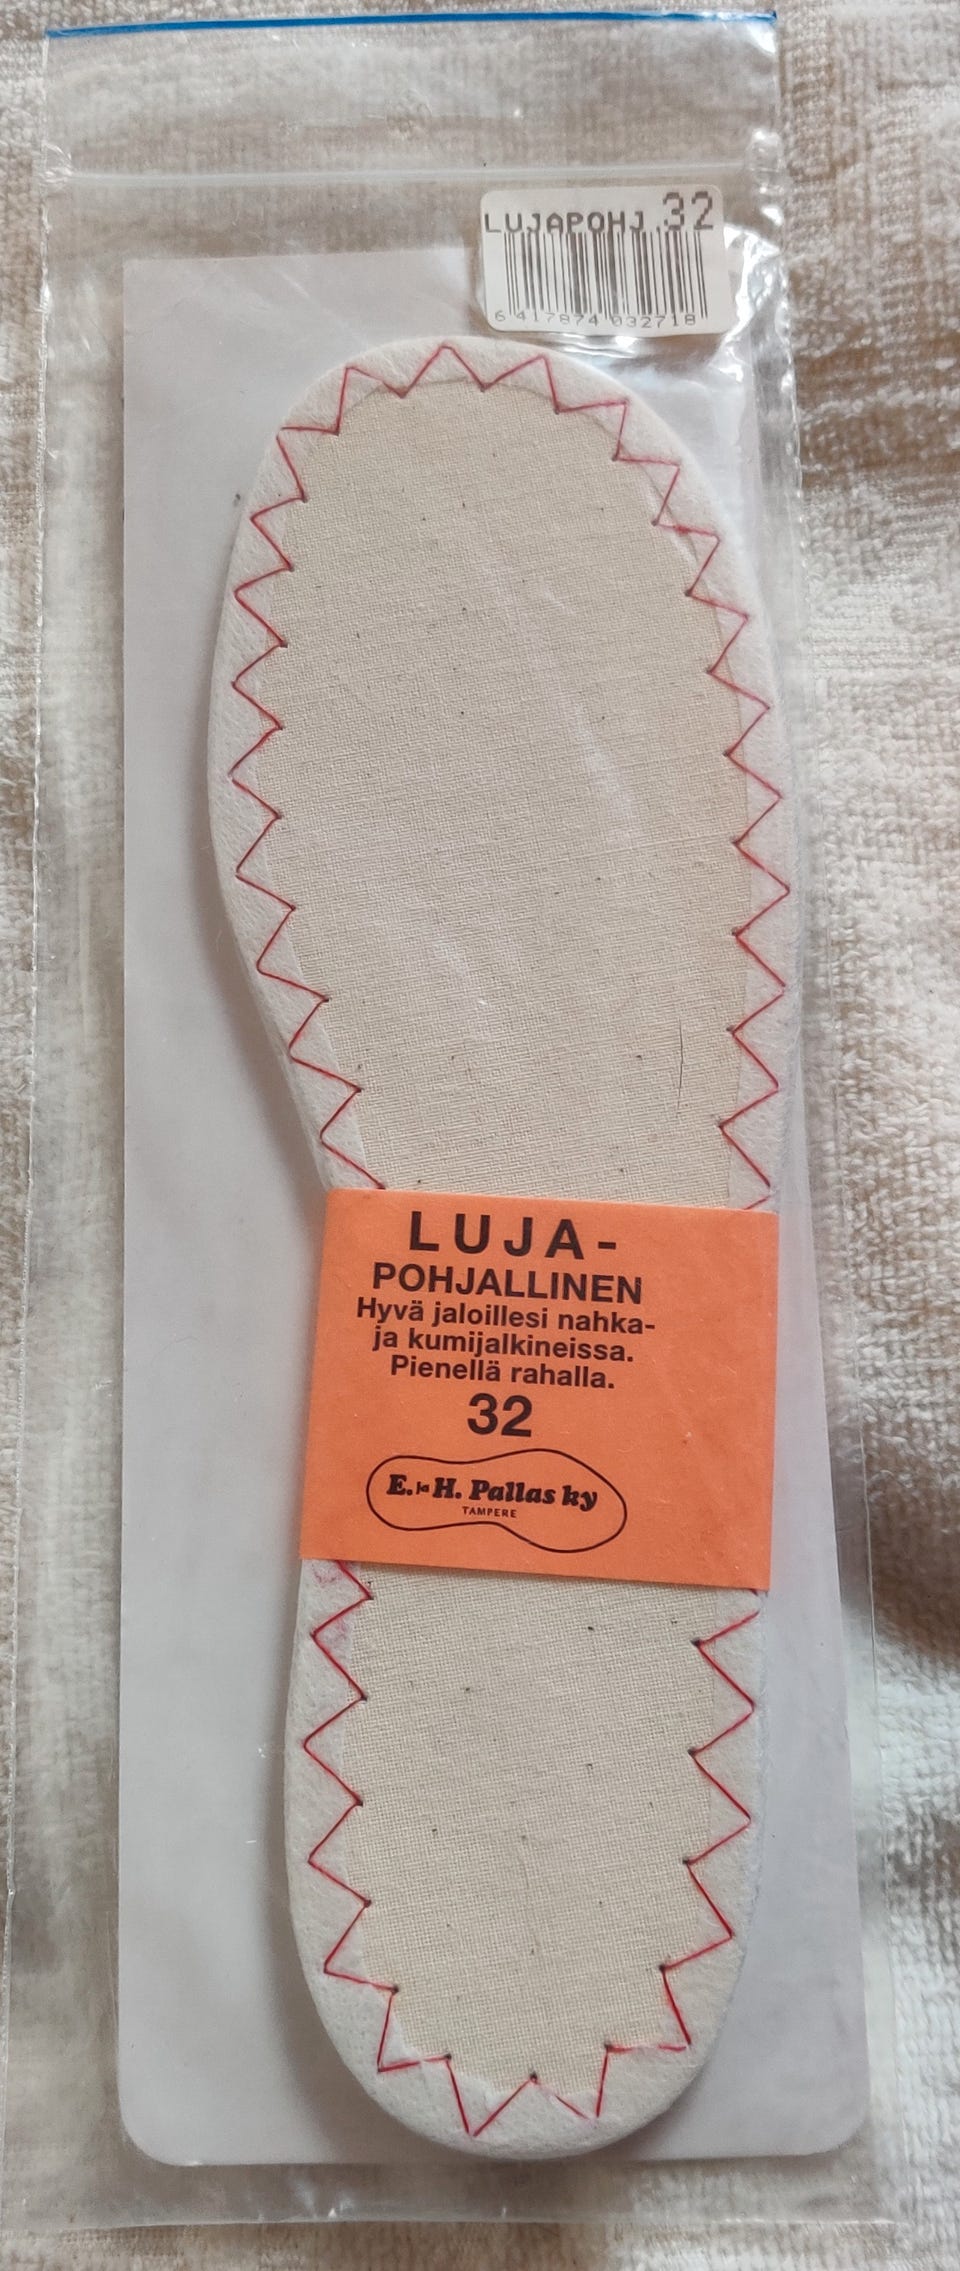 LUJAPOHJ.32
6 417874 032718
LUJA-
POHJALLINEN
Hyvä jaloillesi nahka-
ja kumijalkineissa.
Pienellä rahalla.
32
E. ja H. Pallas ky
TAMPERE